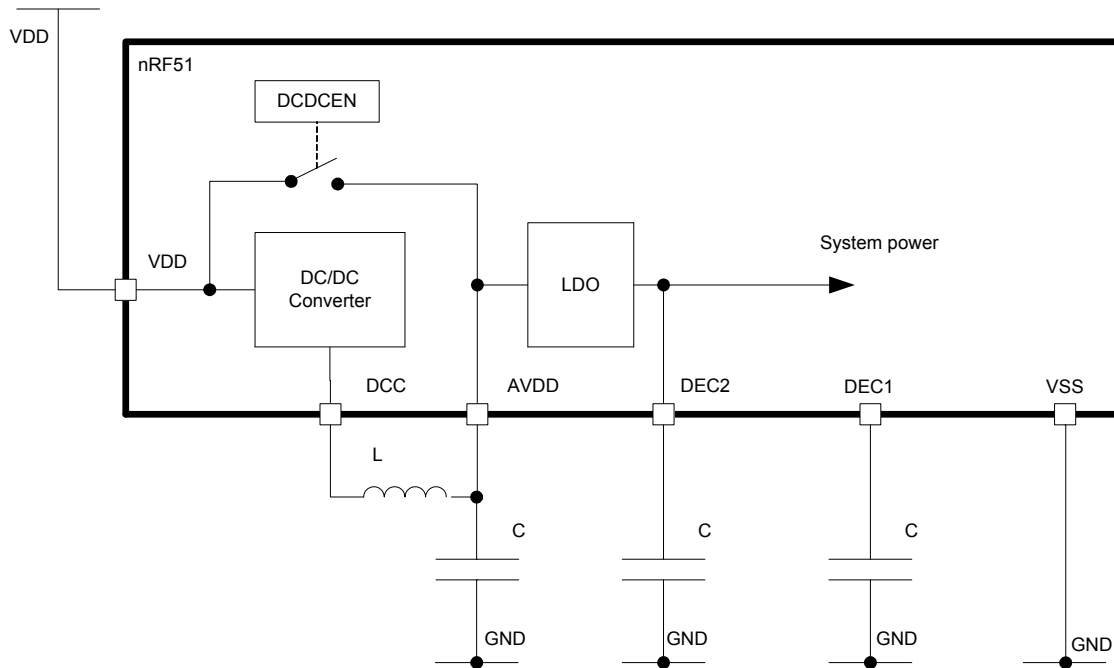 VDD
nRF51
DCDCEN
VDD
DC/DC
Converter
LDO
System power
DCC
AVDD
DEC2
DEC1
VSS
L
C
C
C
GND
GND
GND
GND